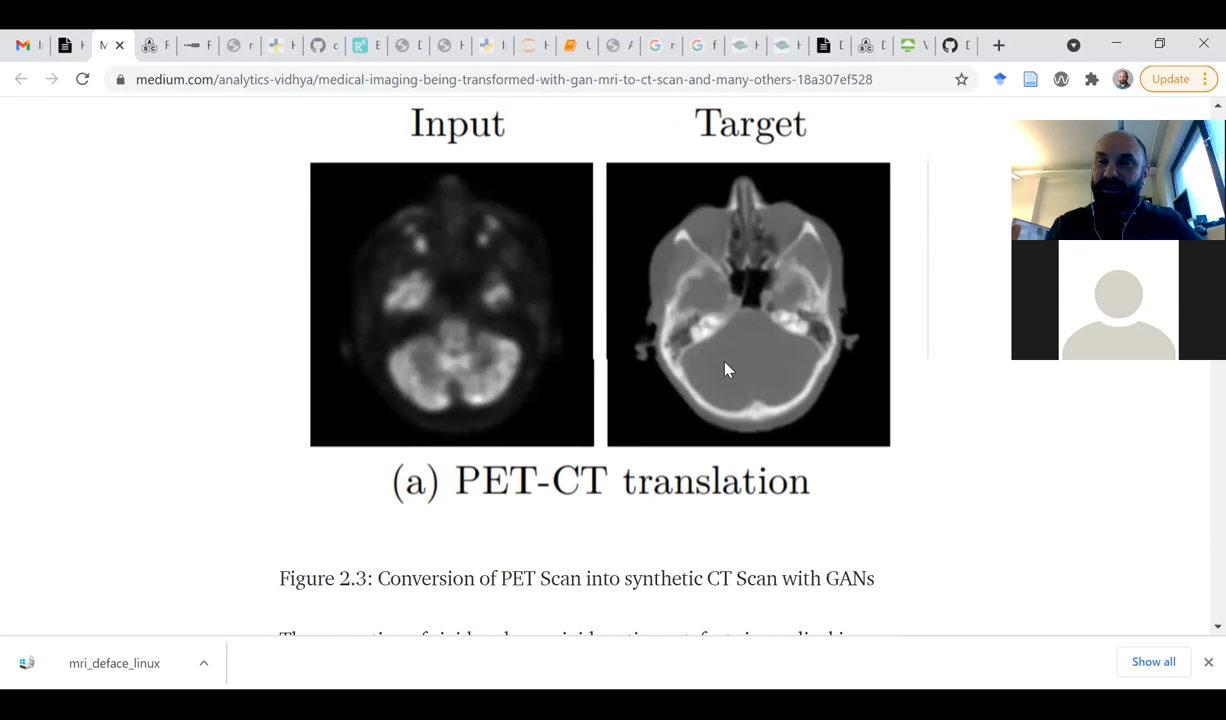 medium.com/analytics-vidhya/medical-imaging-being-transformed-with-gan-mri-to-ct-scan-and-many-others-18a307ef528
Update
Input Target
(a) PET-CT translation
Figure 2.3: Conversion of PET Scan into synthetic CT Scan with GANs
mri_deface_linux
Show all